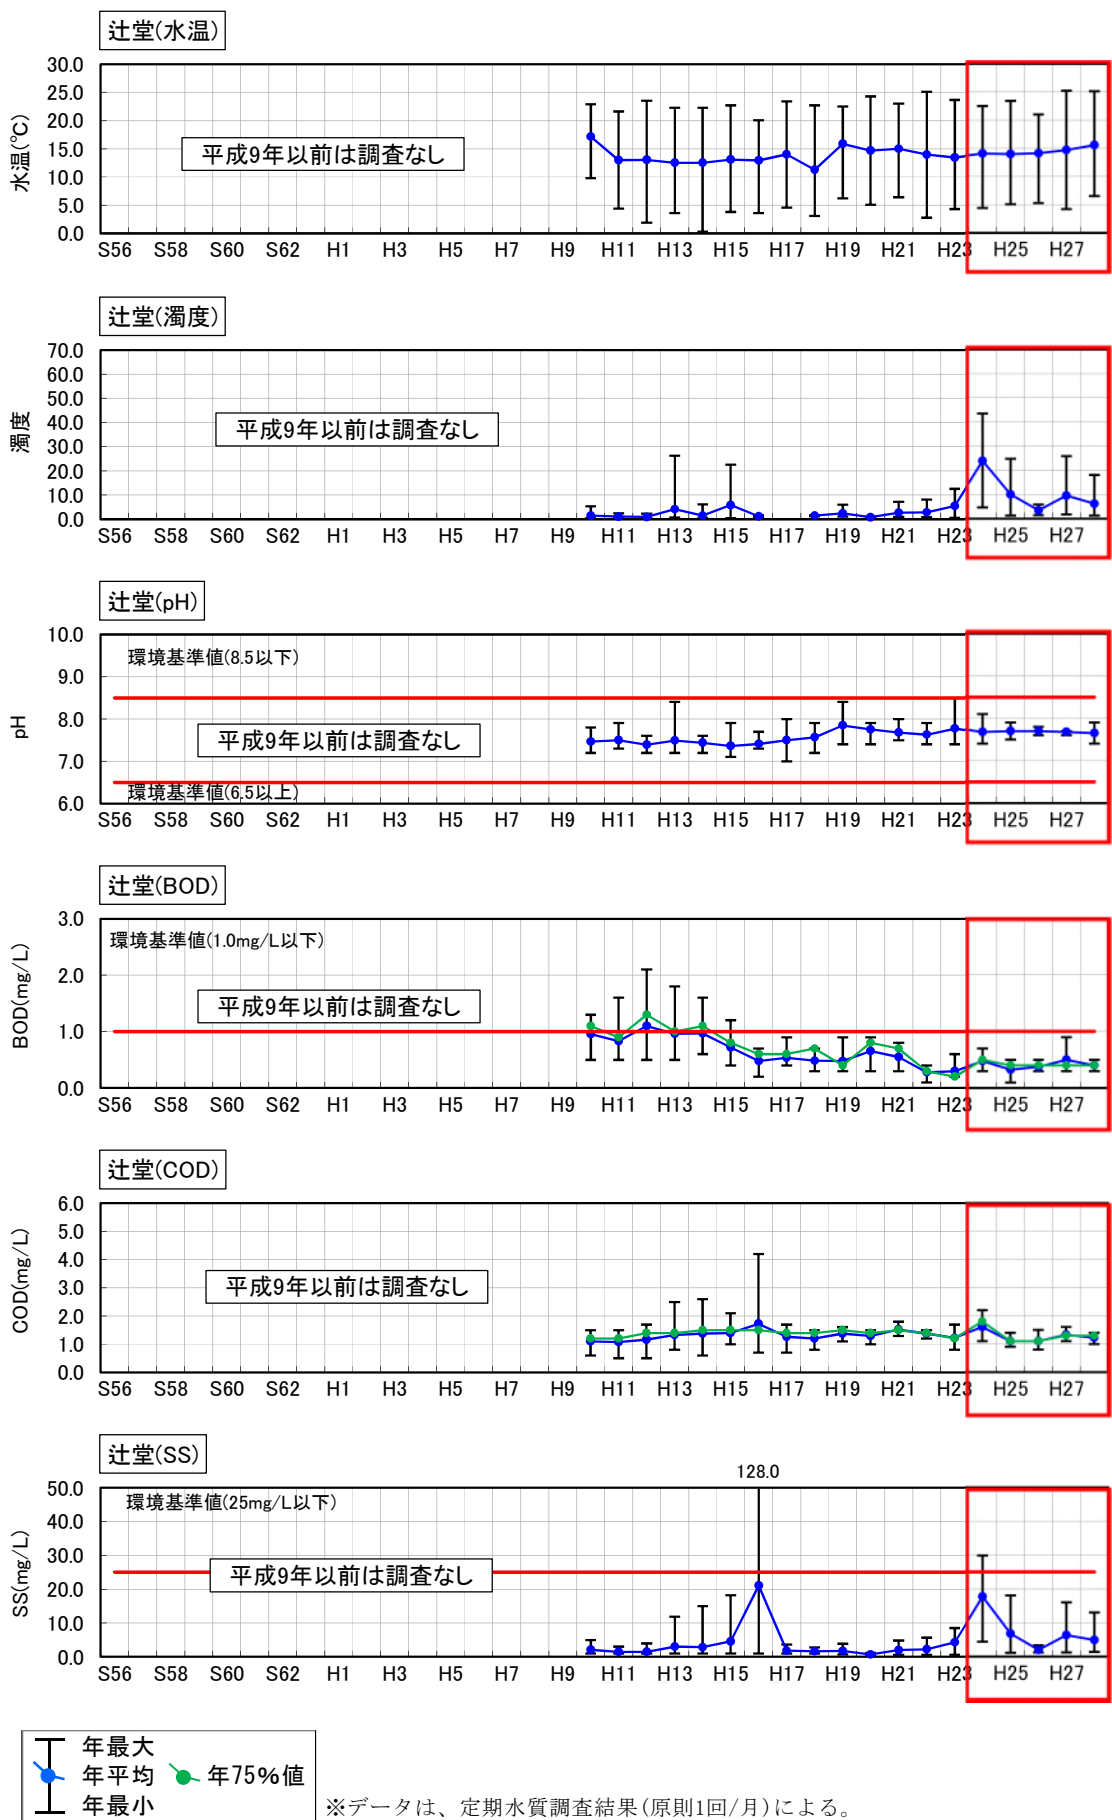 辻堂(水温)
30.0
25.0
20.0
15.0
10.0
5.0
0.0
水温(℃)
平成9年以前は調査なし
S56 S58 S60 S62 H1 H3 H5 H7 H9 H11 H13 H15 H17 H19 H21 H23 H25 H27
辻堂(濁度)
70.0
60.0
50.0
40.0
30.0
20.0
10.0
0.0
濁度
平成9年以前は調査なし
S56 S58 S60 S62 H1 H3 H5 H7 H9 H11 H13 H15 H17 H19 H21 H23 H25 H27
辻堂(pH)
10.0
9.0
8.0
7.0
6.0
pH
環境基準値(8.5以下)
平成9年以前は調査なし
環境基準値(6.5以上)
S56 S58 S60 S62 H1 H3 H5 H7 H9 H11 H13 H15 H17 H19 H21 H23 H25 H27
辻堂(BOD)
3.0
2.0
1.0
0.0
BOD(mg/L)
環境基準値(1.0mg/L以下)
平成9年以前は調査なし
S56 S58 S60 S62 H1 H3 H5 H7 H9 H11 H13 H15 H17 H19 H21 H23 H25 H27
辻堂(COD)
6.0
5.0
4.0
3.0
2.0
1.0
0.0
COD(mg/L)
平成9年以前は調査なし
S56 S58 S60 S62 H1 H3 H5 H7 H9 H11 H13 H15 H17 H19 H21 H23 H25 H27
辻堂(SS)
128.0
50.0
40.0
30.0
20.0
10.0
0.0
SS(mg/L)
環境基準値(25mg/L以下)
平成9年以前は調査なし
S56 S58 S60 S62 H1 H3 H5 H7 H9 H11 H13 H15 H17 H19 H21 H23 H25 H27
年最大
年平均 年75%値
年最小
※データは、定期水質調査結果(原則1回/月)による。